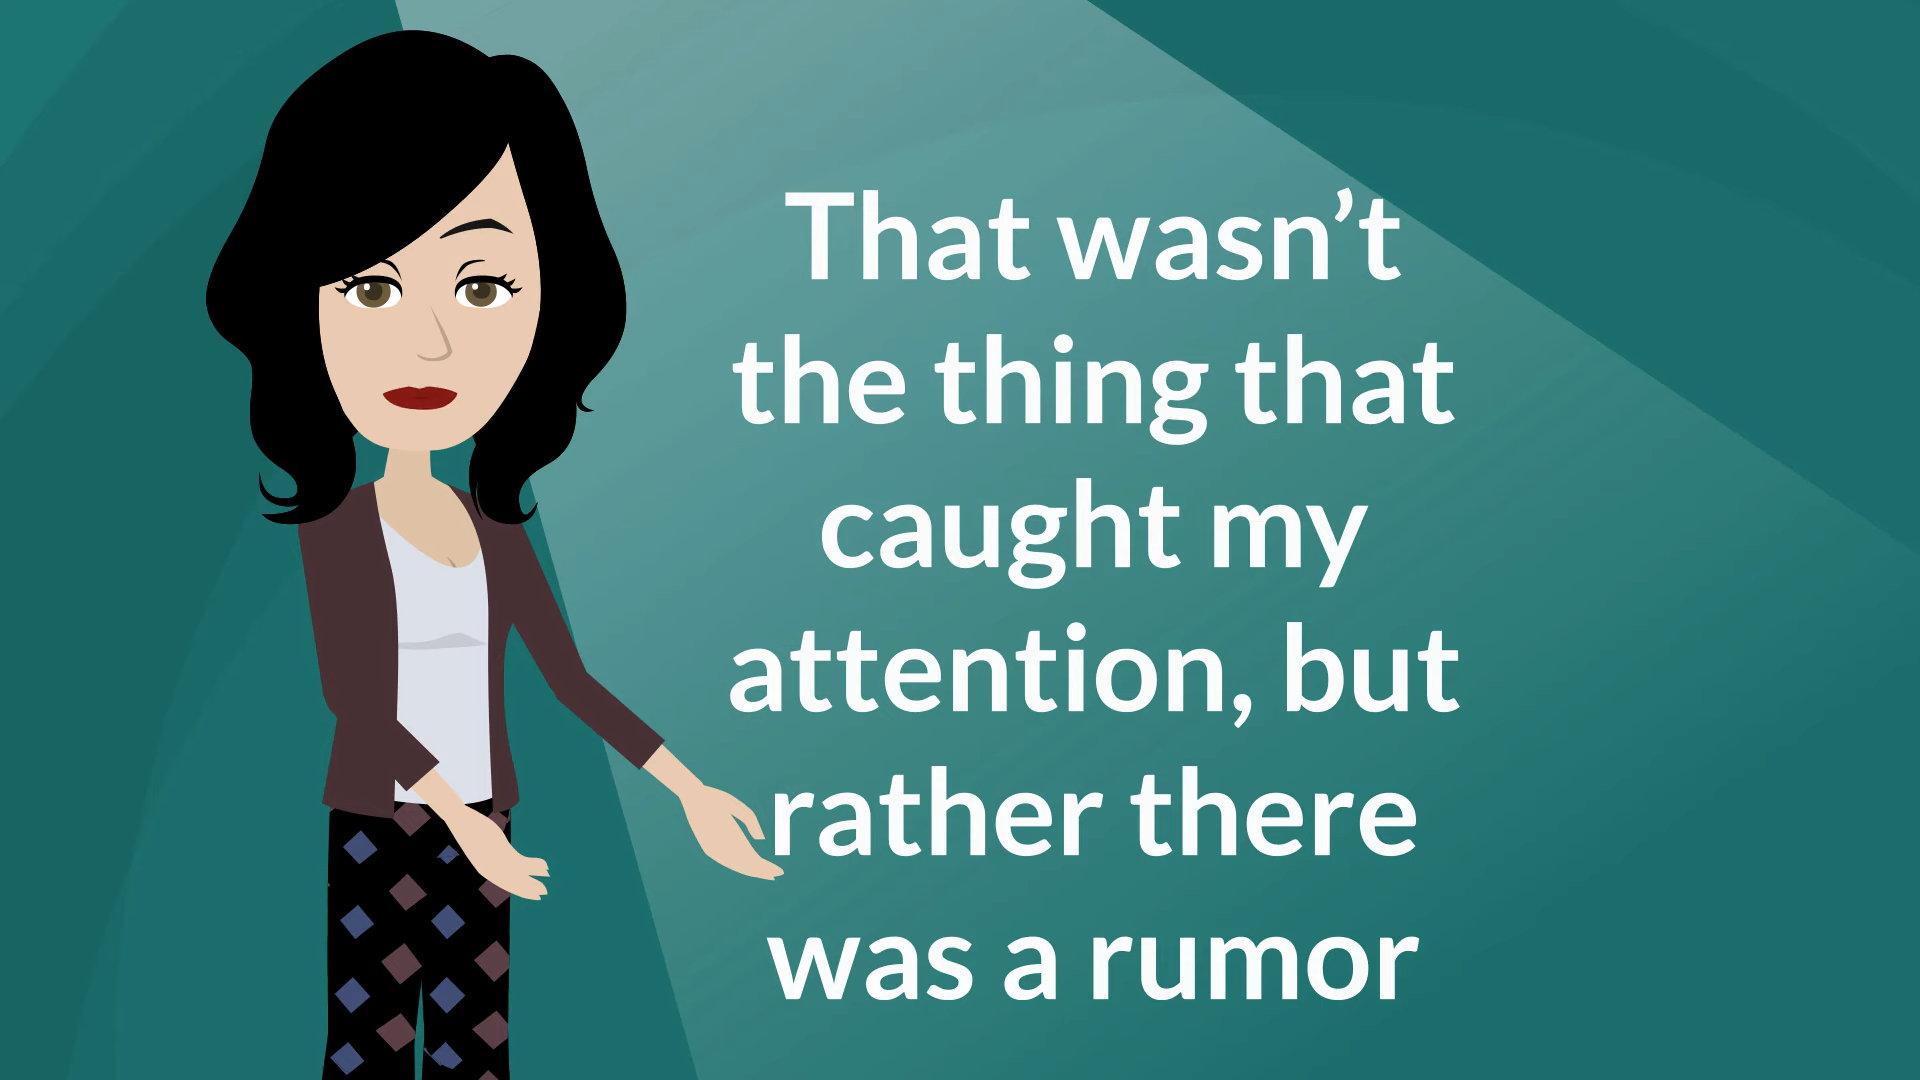 That wasn’t
the thing that
caught my
attention, but
rather there
was a rumor